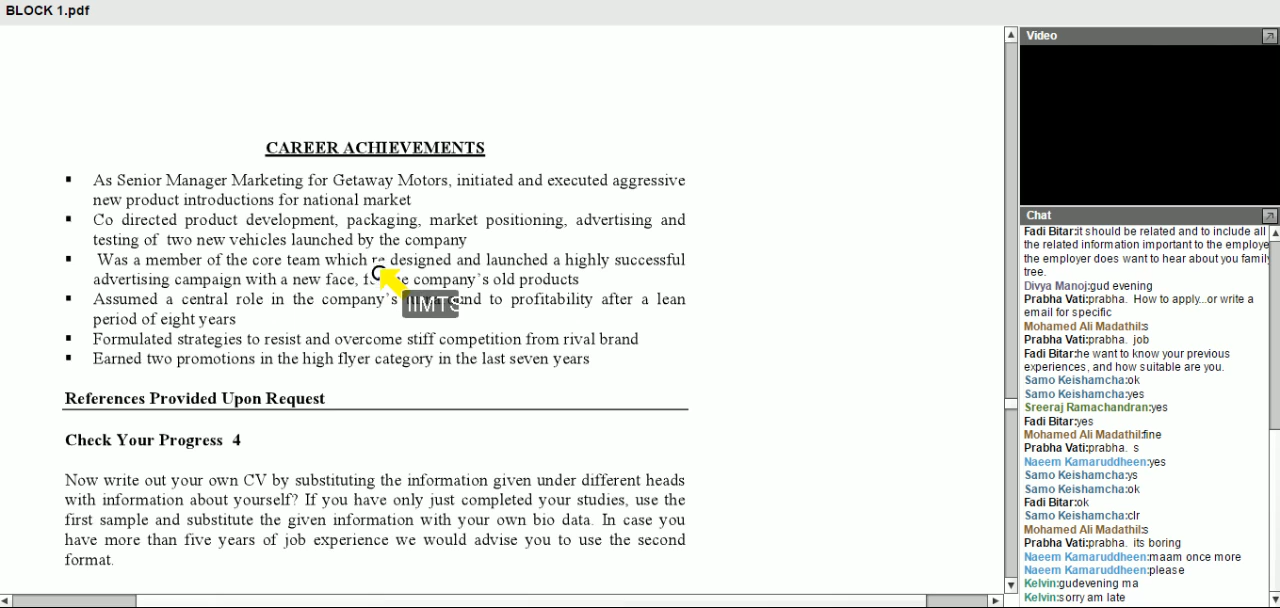 BLOCK 1.pdf
CAREER ACHIEVEMENTS
▪ As Senior Manager Marketing for Getaway Motors, initiated and executed aggressive
new product introductions for national market
▪ Co directed product development, packaging, market positioning, advertising and
testing of two new vehicles launched by the company
▪ Was a member of the core team which re designed and launched a highly successful
advertising campaign with a new face, company's old products
▪ Assumed a central role in the company's to profitability after a lean
period of eight years
▪ Formulated strategies to resist and overcome stiff competition from rival brand
▪ Earned two promotions in the high flyer category in the last seven years
IIMTS
References Provided Upon Request
Check Your Progress 4
Now write out your own CV by substituting the information given under different heads
with information about yourself? If you have only just completed your studies, use the
first sample and substitute the given information with your own bio data. In case you
have more than five years of job experience we would advise you to use the second
format.
Video
Chat
Fadi Bitar:it should be related and to include all
the related information important to the employe
the employer does want to hear about you family
tree.
Divya Manoj:gud evening
Prabha Vati:prabha. How to apply...or write a
email for specific
Mohamed Ali Madathil:s
Prabha Vati:prabha. job
Fadi Bitar:he want to know your previous
experiences, and how suitable are you.
Samo Keishamcha:ok
Samo Keishamcha:yes
Sreeraj Ramachandran:yes
Fadi Bitar:yes
Mohamed Ali Madathil:fine
Prabha Vati:prabha. s
Naeem Kamaruddheen:yes
Samo Keishamcha:ys
Samo Keishamcha:ok
Fadi Bitar:ok
Samo Keishamcha:clr
Mohamed Ali Madathil:s
Prabha Vati:prabha. its boring
Naeem Kamaruddheen:maam once more
Naeem Kamaruddheen:please
Kelvin:gudevening ma
Kelvin:sorry am late